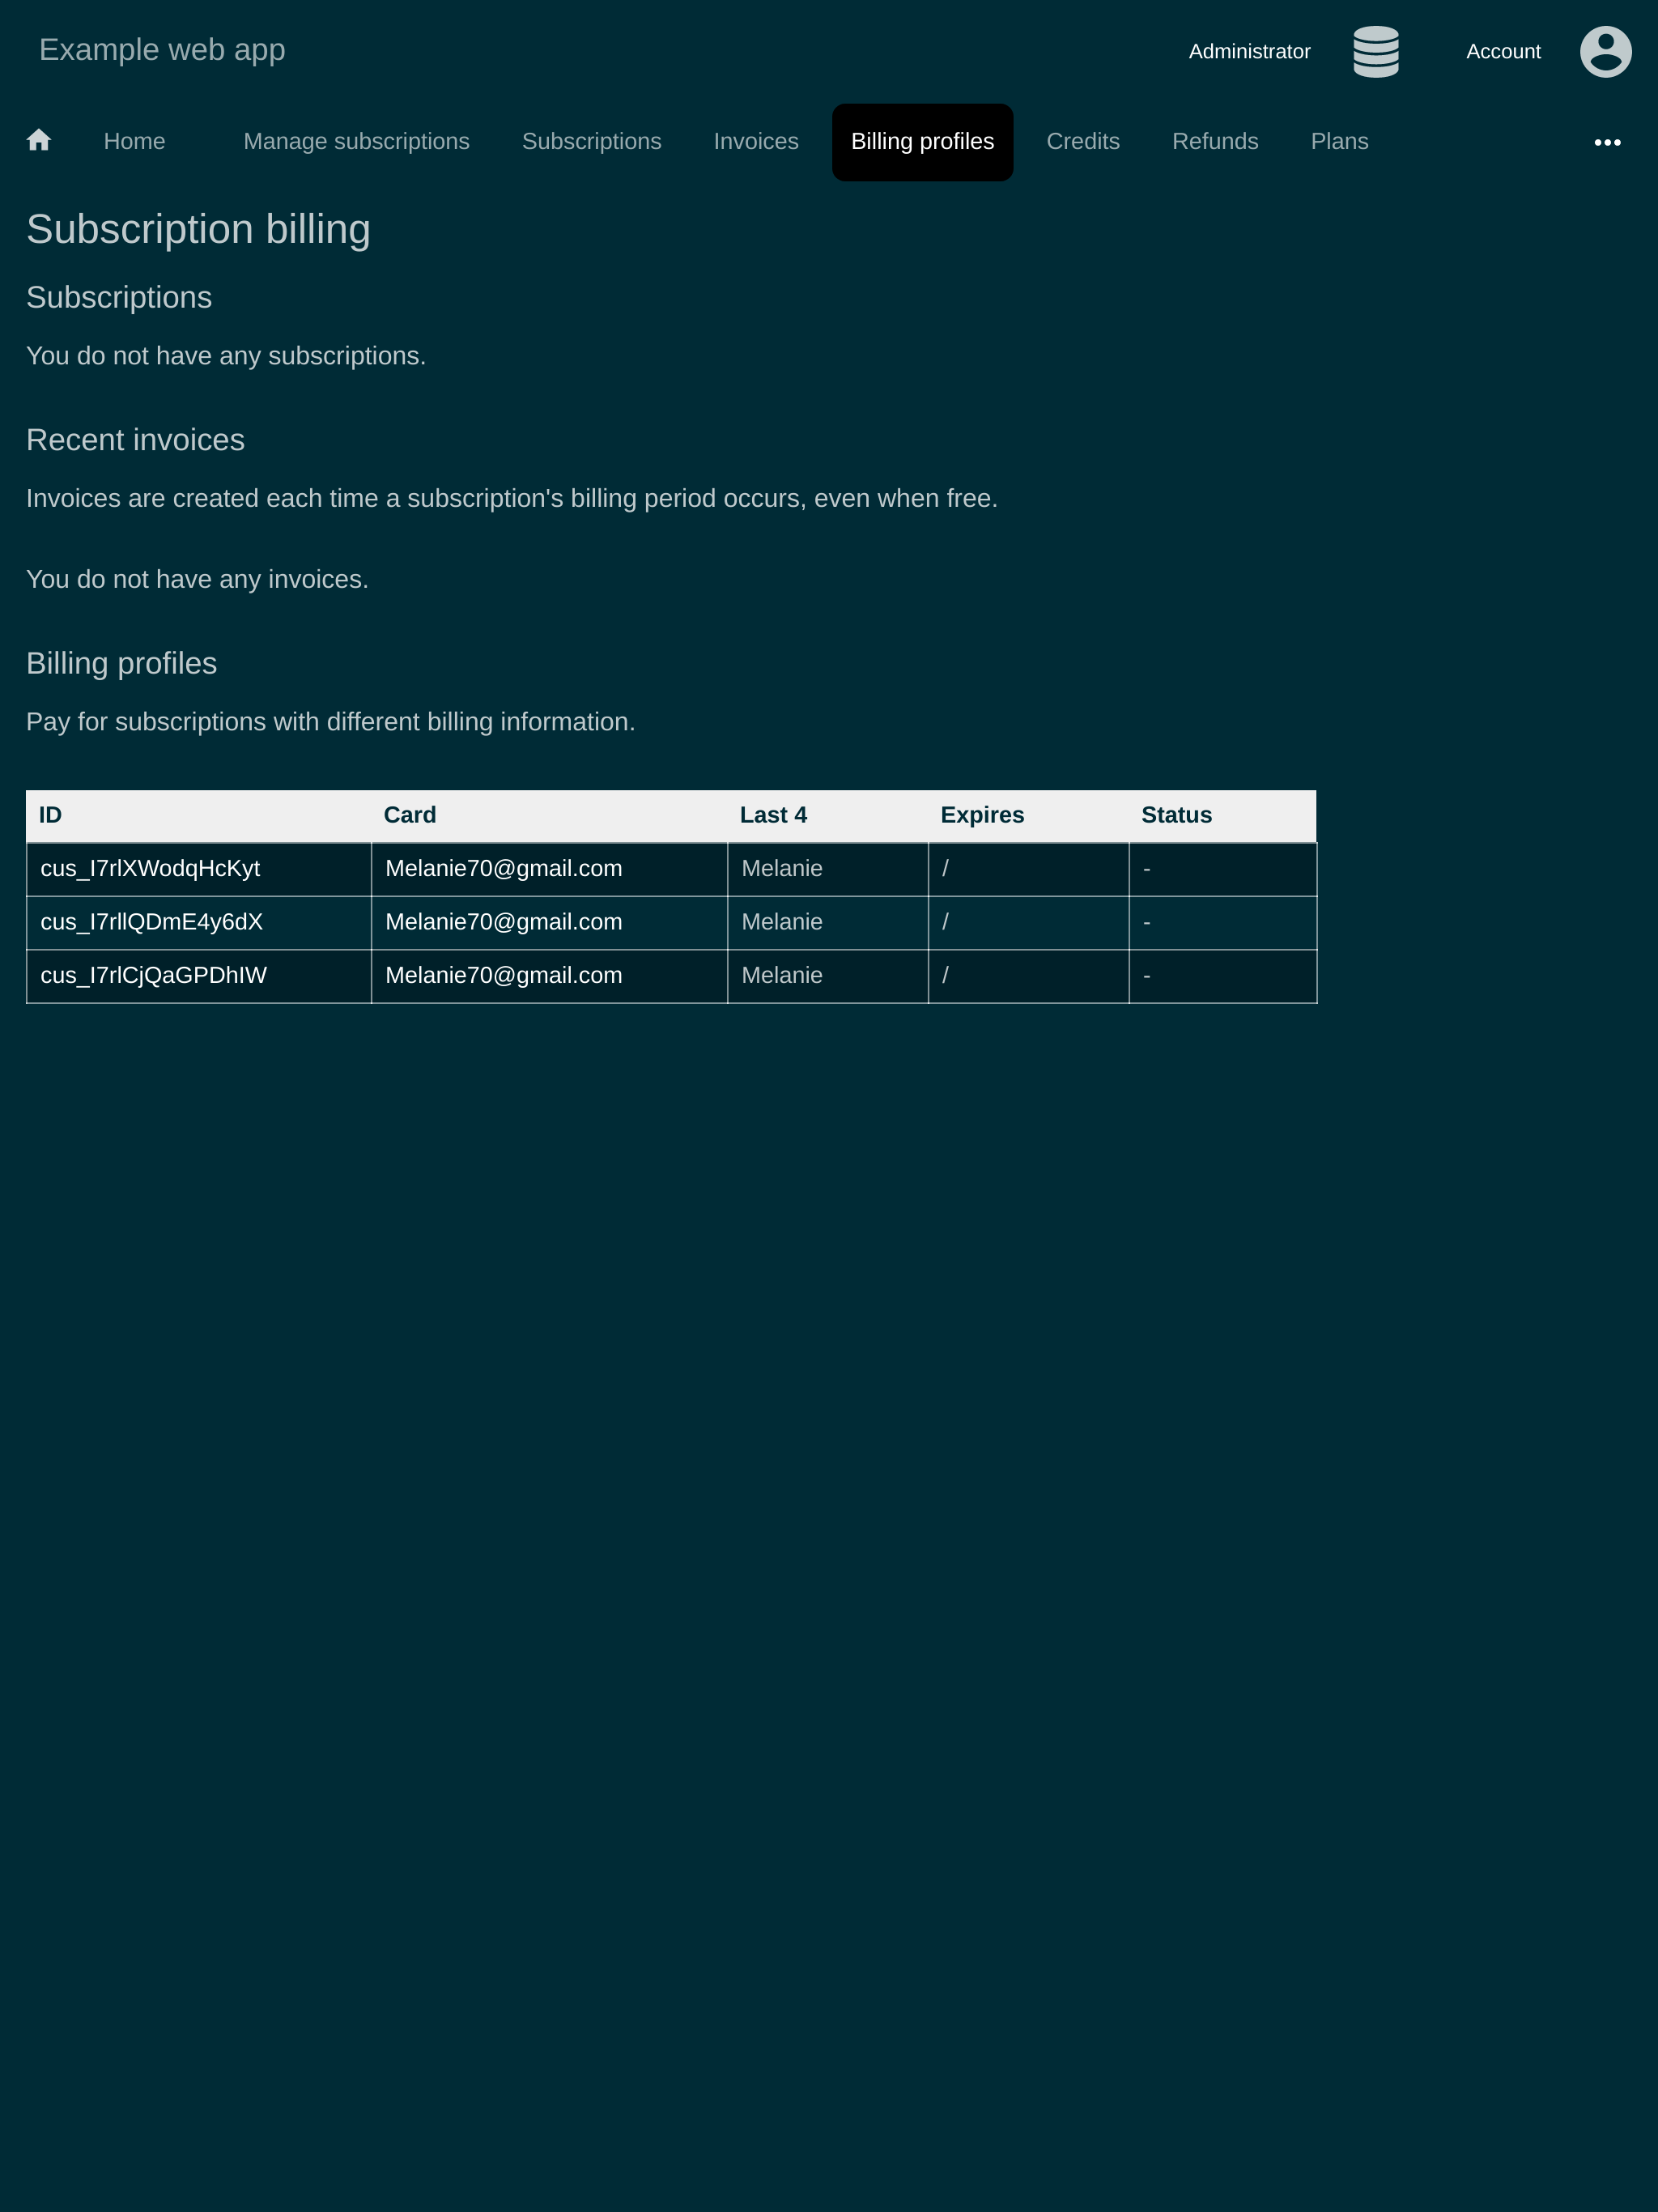 Example web app
Administrator
Account
Home
Manage subscriptions
Subscriptions
Invoices
Billing profiles
Credits
Refunds
Plans
Subscription billing
Subscriptions
You do not have any subscriptions.
Recent invoices
Invoices are created each time a subscription's billing period occurs, even when free.
You do not have any invoices.
Billing profiles
Pay for subscriptions with different billing information.
ID Card Last 4 Expires Status
cus_I7rlXWodqHcKyt Melanie70@gmail.com Melanie / -
cus_I7rllQDmE4y6dX Melanie70@gmail.com Melanie / -
cus_I7rlCjQaGPDhIW Melanie70@gmail.com Melanie / -